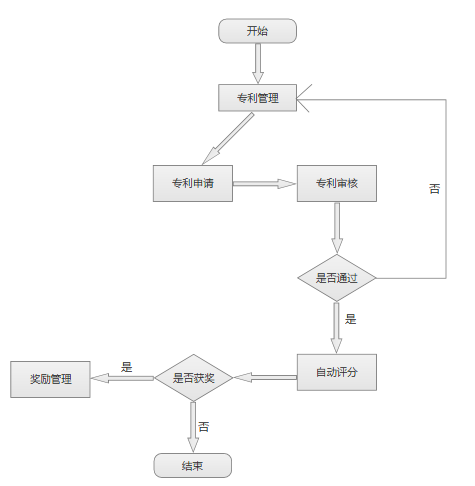 开始
专利管理
专利申请
专利审核
否
是否通过
是
自动评分
是
是否获奖
奖励管理
否
结束